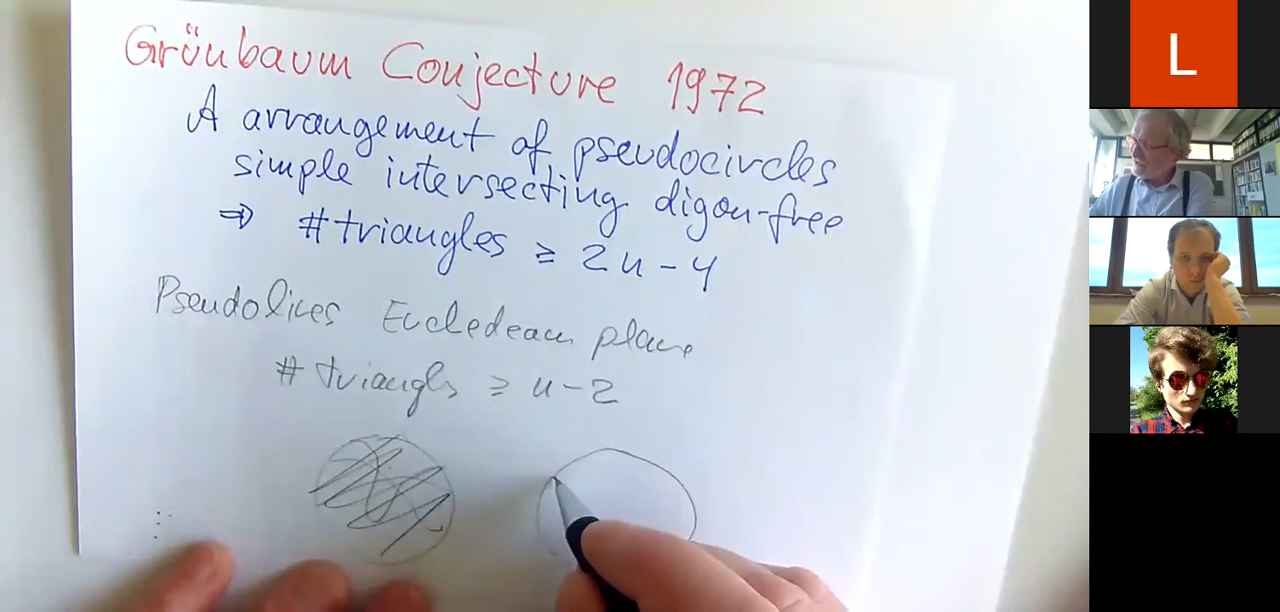 Grünbaum Conjecture 1972
A arrangement of pseudocircles
simple intersecting digon-free
⇒ #triangles ≥ 2n-4
Pseudolines Eucledean plane
# triangls ≥ n-2
L